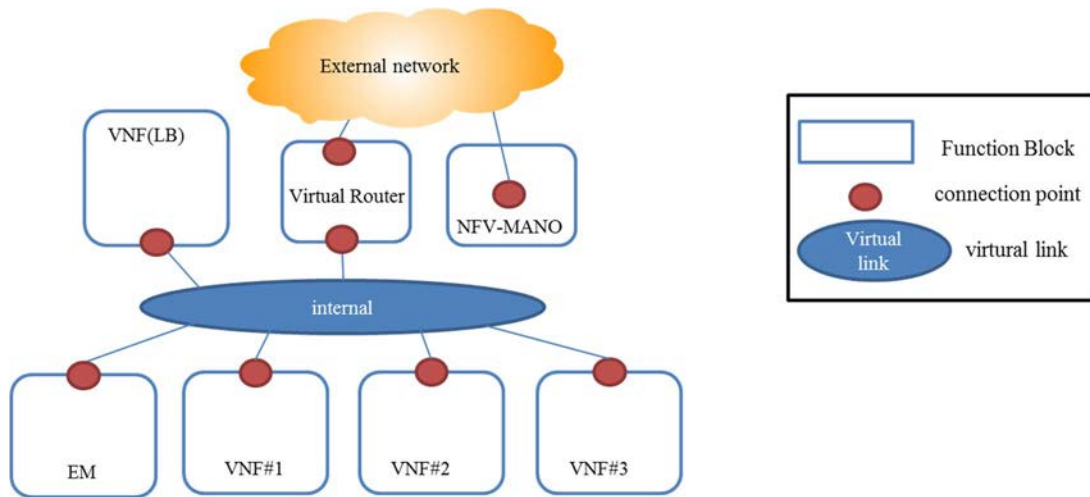 External network
VNF(LB)
Virtual Router
NFV-MANO
internal
EM
VNF#1
VNF#2
VNF#3
Function Block
connection point
Virtual
link
virtural link